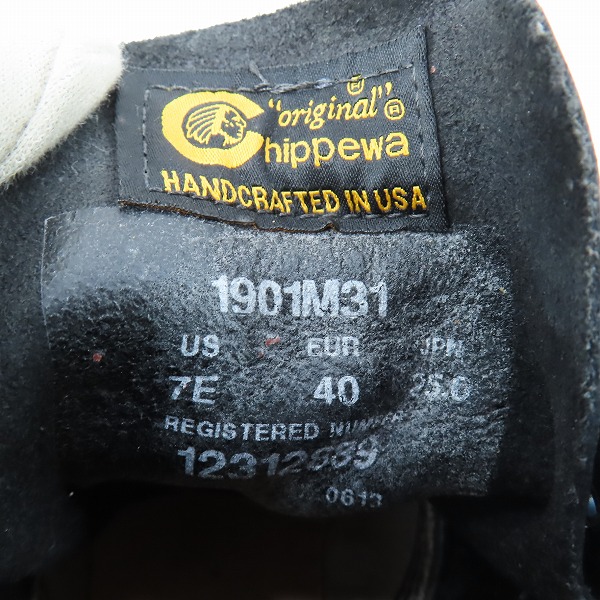 "original" ®
®
Chippewa
HANDCRAFTED IN USA
1901M31
US EUR JPN
7E 40 25.0
REGISTERED NUMBER
0613